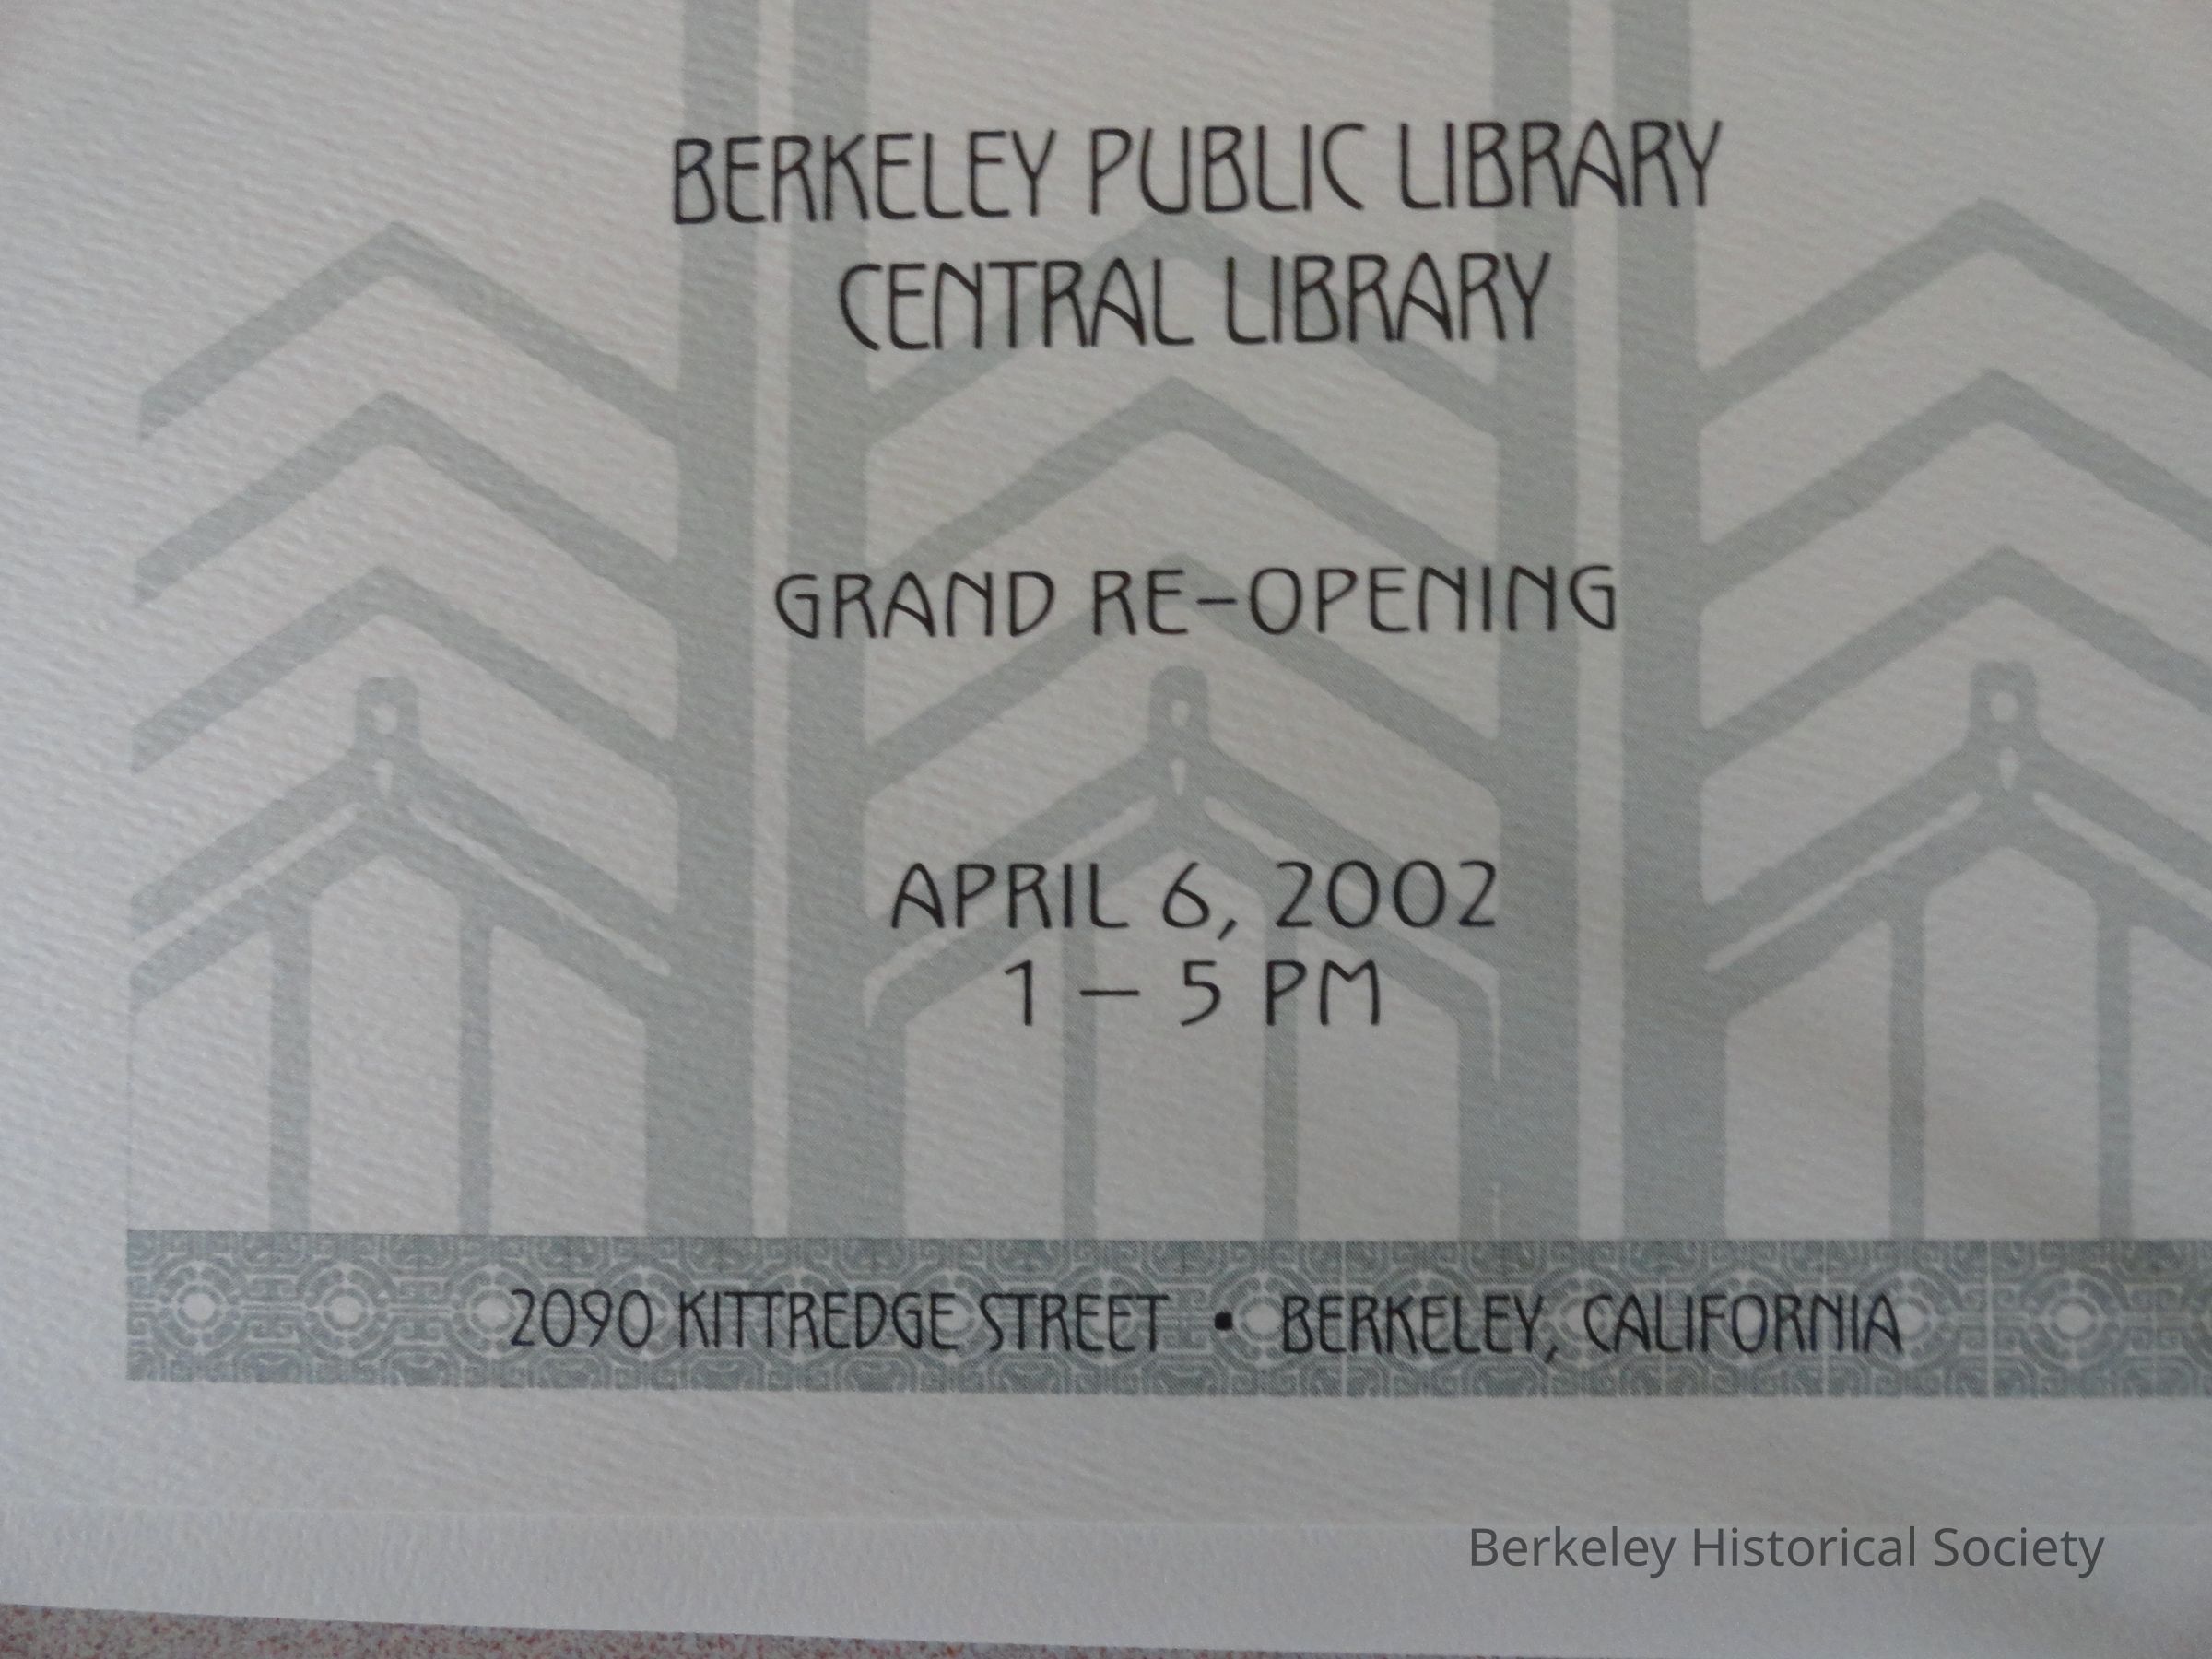 BERKELEY PUBLIC LIBRARY
CENTRAL LIBRARY
GRAND RE-OPENING
APRIL 6, 2002
1 – 5 PM
2090 KITTREDGE STREET • BERKELEY, CALIFORNIA
Berkeley Historical Society